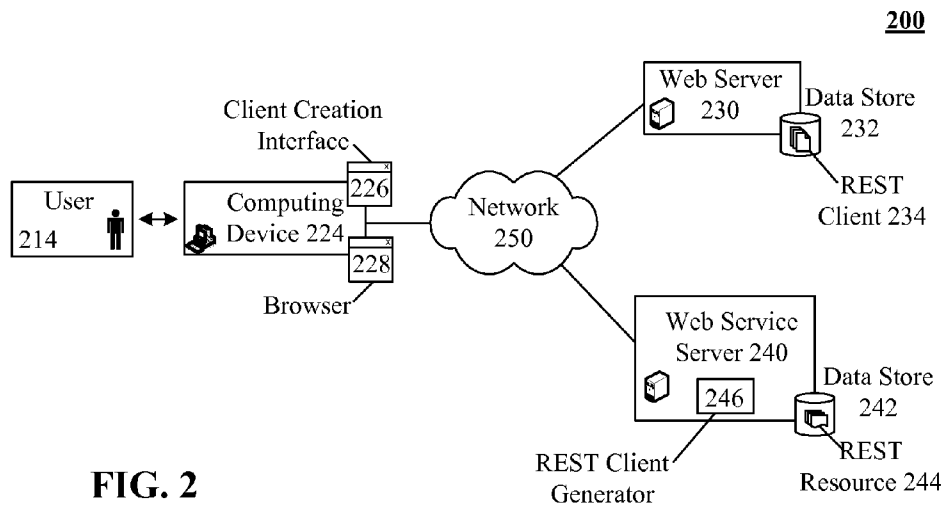 200
Web Server
230
Data Store
232
REST
Client 234
Client Creation
Interface
226
User
214
Computing
Device 224
228
Browser
Network
250
Web Service
Server 240
246
Data Store
242
REST
Resource 244
REST Client
Generator
FIG. 2